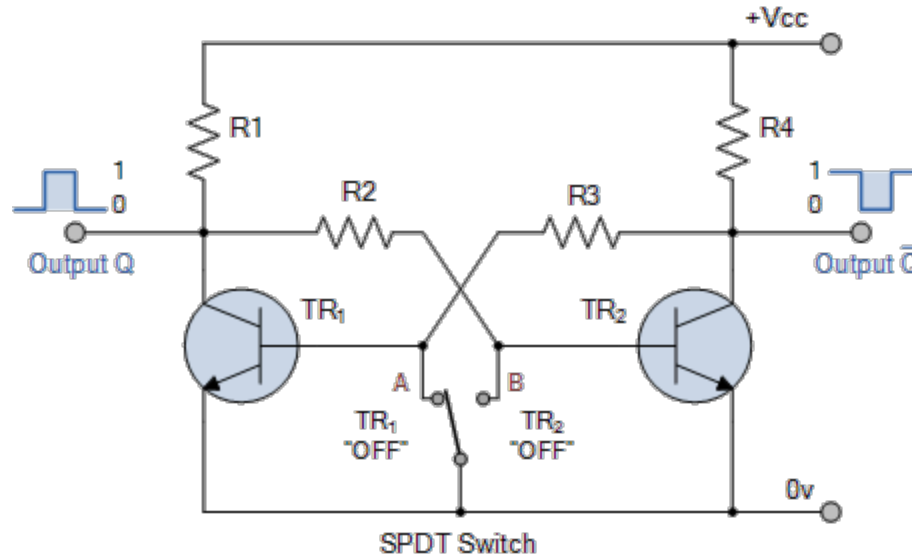 +Vcc
R1
R4
1
0
R2
R3
1
0
Output Q
Output Q̅
TR₁
TR₂
A
B
TR₁
"OFF"
TR₂
"OFF"
0v
SPDT Switch